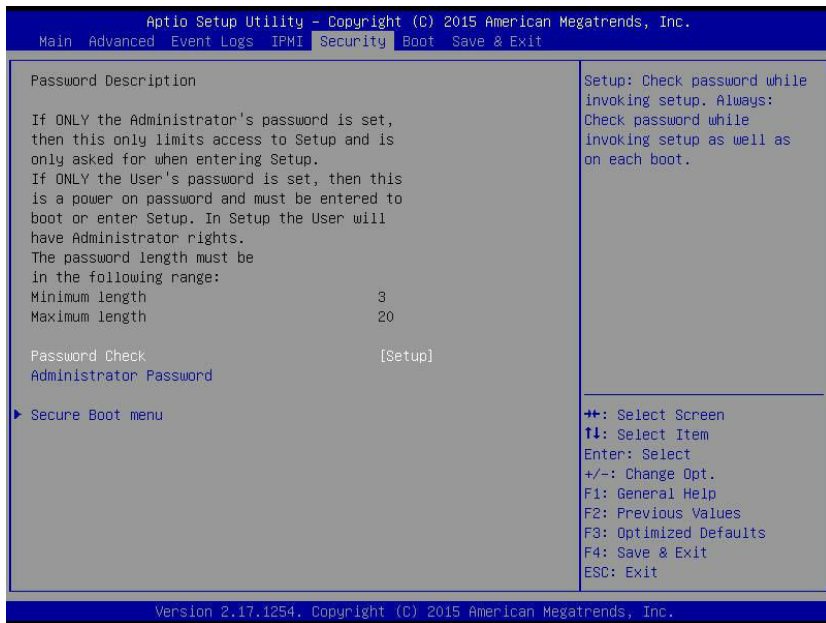 Aptio Setup Utility – Copyright (C) 2015 American Megatrends, Inc.
Main Advanced Event Logs IPMI Security Boot Save & Exit
Password Description
If ONLY the Administrator's password is set,
then this only limits access to Setup and is
only asked for when entering Setup.
If ONLY the User's password is set, then this
is a power on password and must be entered to
boot or enter Setup. In Setup the User will
have Administrator rights.
The password length must be
in the following range:
Minimum length 3
Maximum length 20
Password Check [Setup]
Administrator Password
Secure Boot menu
Setup: Check password while
invoking setup. Always:
Check password while
invoking setup as well as
on each boot.
→←: Select Screen
↑↓: Select Item
Enter: Select
+/-: Change Opt.
F1: General Help
F2: Previous Values
F3: Optimized Defaults
F4: Save & Exit
ESC: Exit
Version 2.17.1254. Copyright (C) 2015 American Megatrends, Inc.